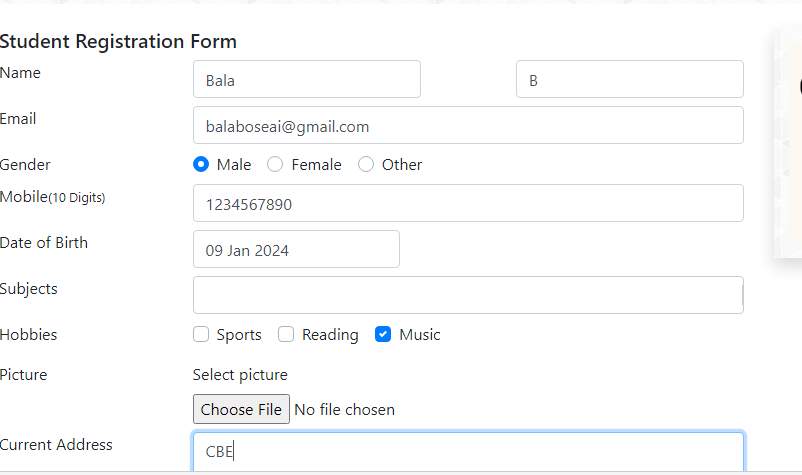 Student Registration Form
Name Bala B
Email balaboseai@gmail.com
Gender Male Female Other
Mobile(10 Digits) 1234567890
Date of Birth 09 Jan 2024
Subjects
Hobbies Sports Reading Music
Picture Select picture
Choose File No file chosen
Current Address CBE